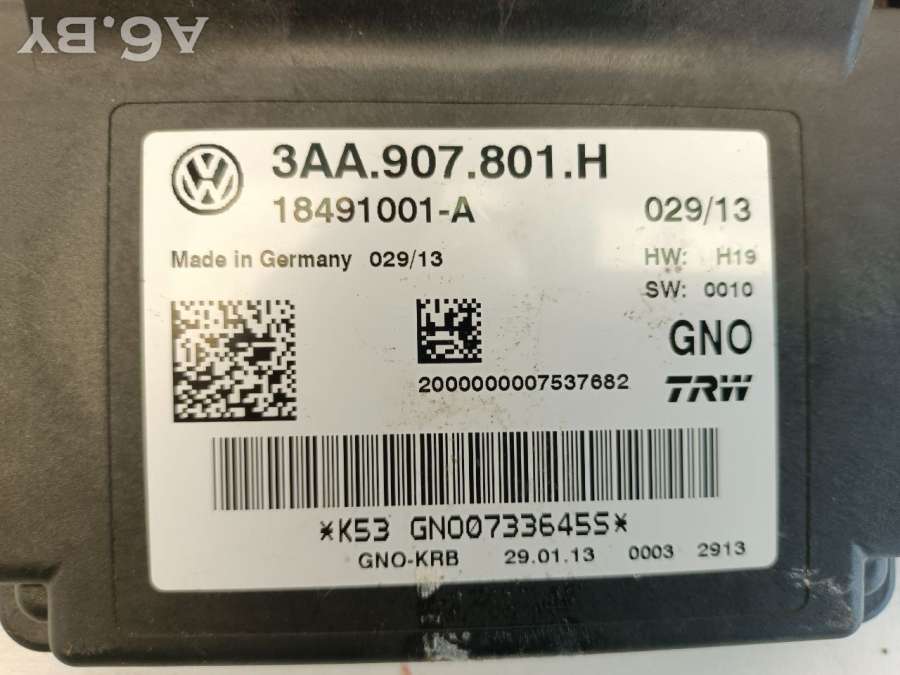 A6.BY
3AA.907.801.H
18491001-A 029/13
Made in Germany 029/13 HW: H19
SW: 0010
GNO
2000000007537682 TRW
*K53 GNO0733645S*
GNO-KRB 29.01.13 0003 2913